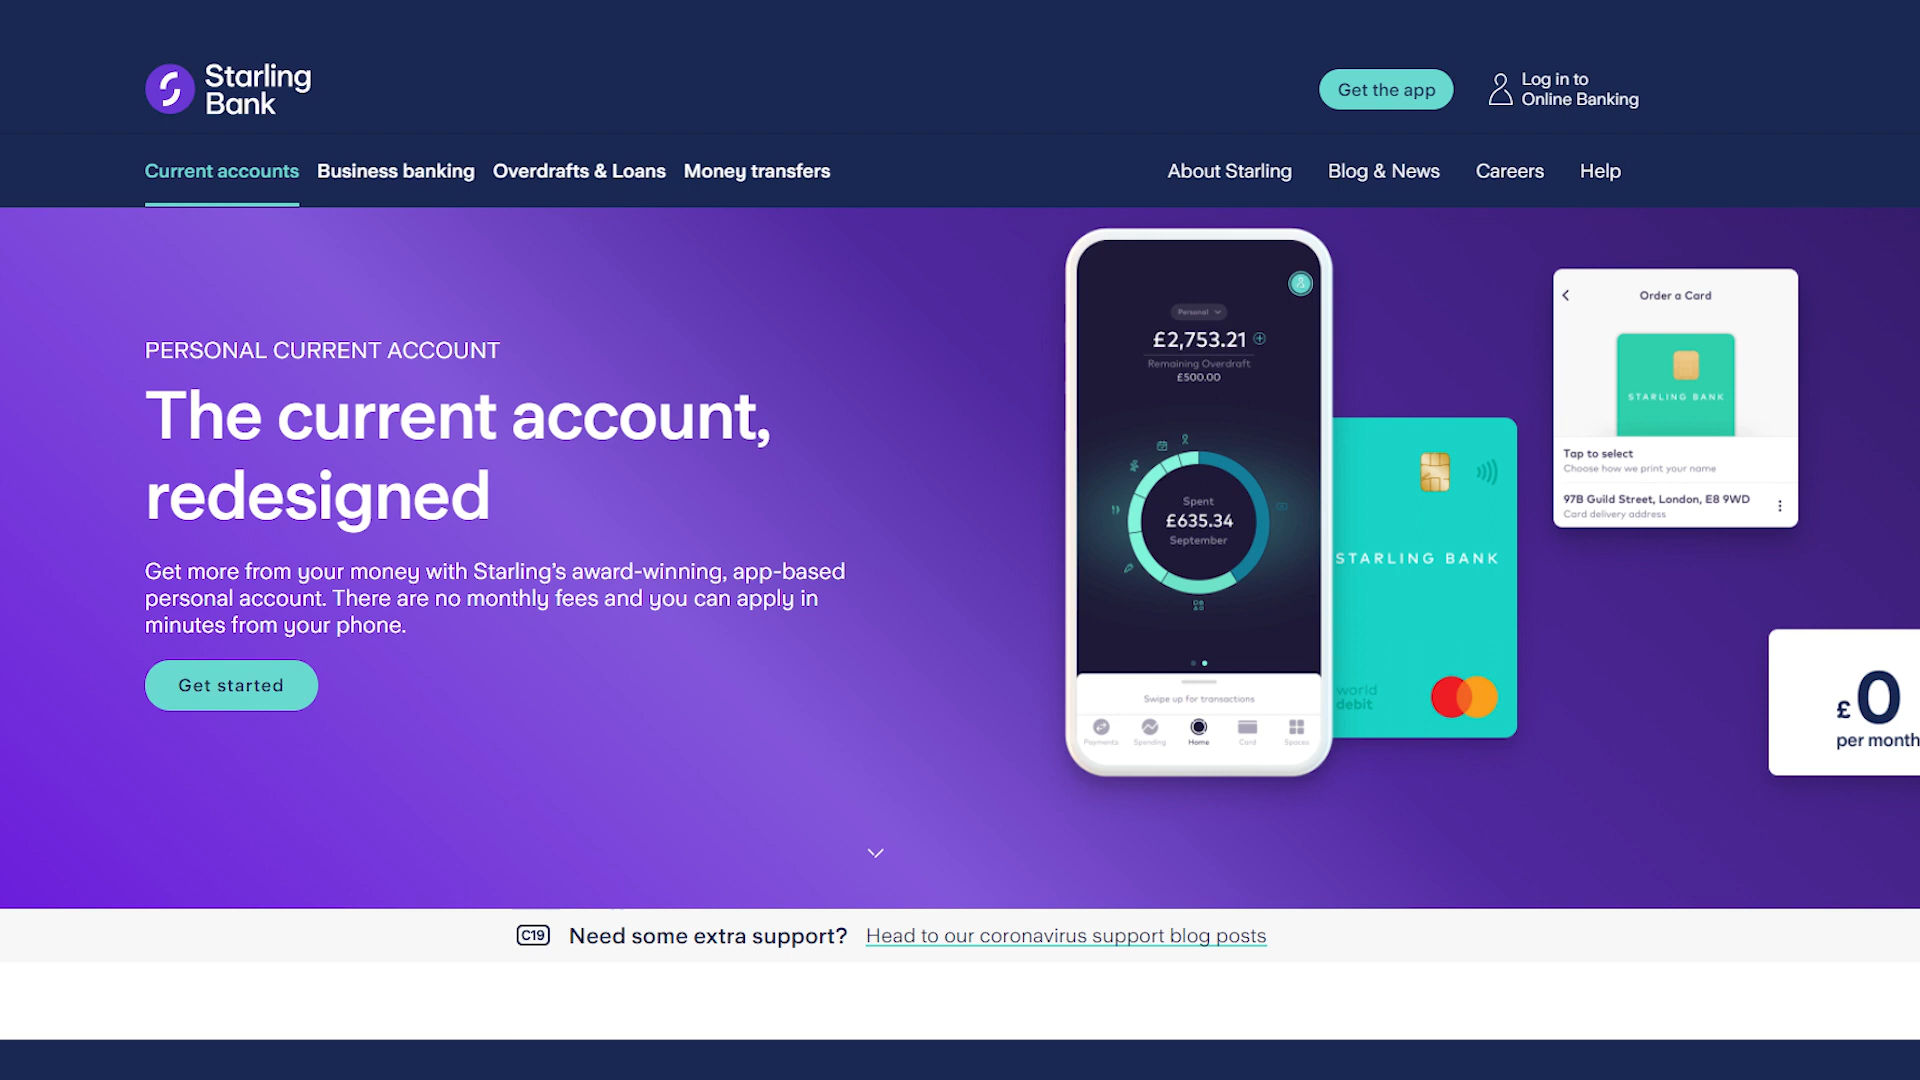 Starling
Bank
Get the app
Log in to
Online Banking
Current accounts
Business banking
Overdrafts & Loans
Money transfers
About Starling
Blog & News
Careers
Help
PERSONAL CURRENT ACCOUNT
The current account,
redesigned
Get more from your money with Starling’s award-winning, app-based
personal account. There are no monthly fees and you can apply in
minutes from your phone.
Get started
Personal
£2,753.21
Remaining Overdraft
£500.00
Spent
£635.34
September
Swipe up for transactions
Payments
Spending
Home
Card
Spaces
STARLING BANK
world
debit
Order a Card
STARLING BANK
Tap to select
Choose how we print your name
97B Guild Street, London, E8 9WD
Card delivery address
£0
per month
C19
Need some extra support?
Head to our coronavirus support blog posts